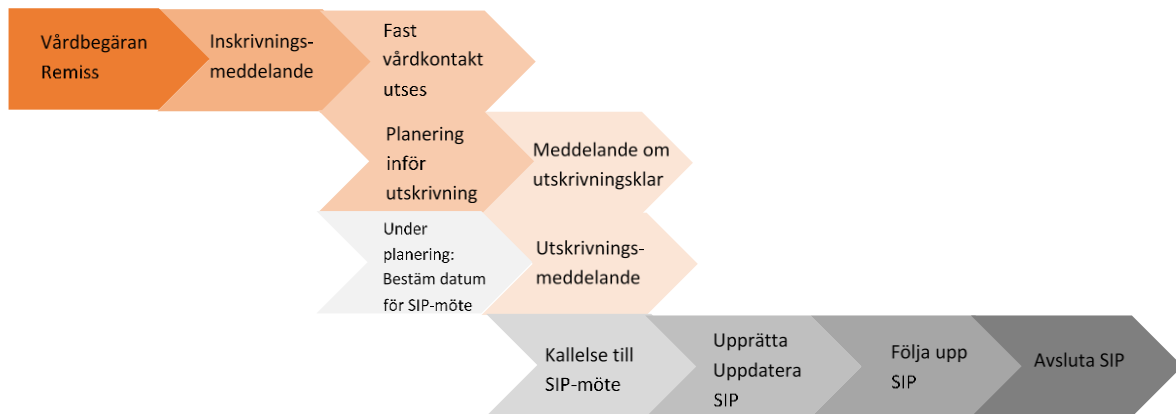 Vårdbegäran
Remiss
Inskrivnings-
meddelande
Fast
vårdkontakt
utses
Planering
inför
utskrivning
Meddelande om
utskrivningsklar
Under
planering:
Bestäm datum
för SIP-möte
Utskrivnings-
meddelande
Kallelse till
SIP-möte
Upprätta
Uppdatera
SIP
Följa upp
SIP
Avsluta SIP